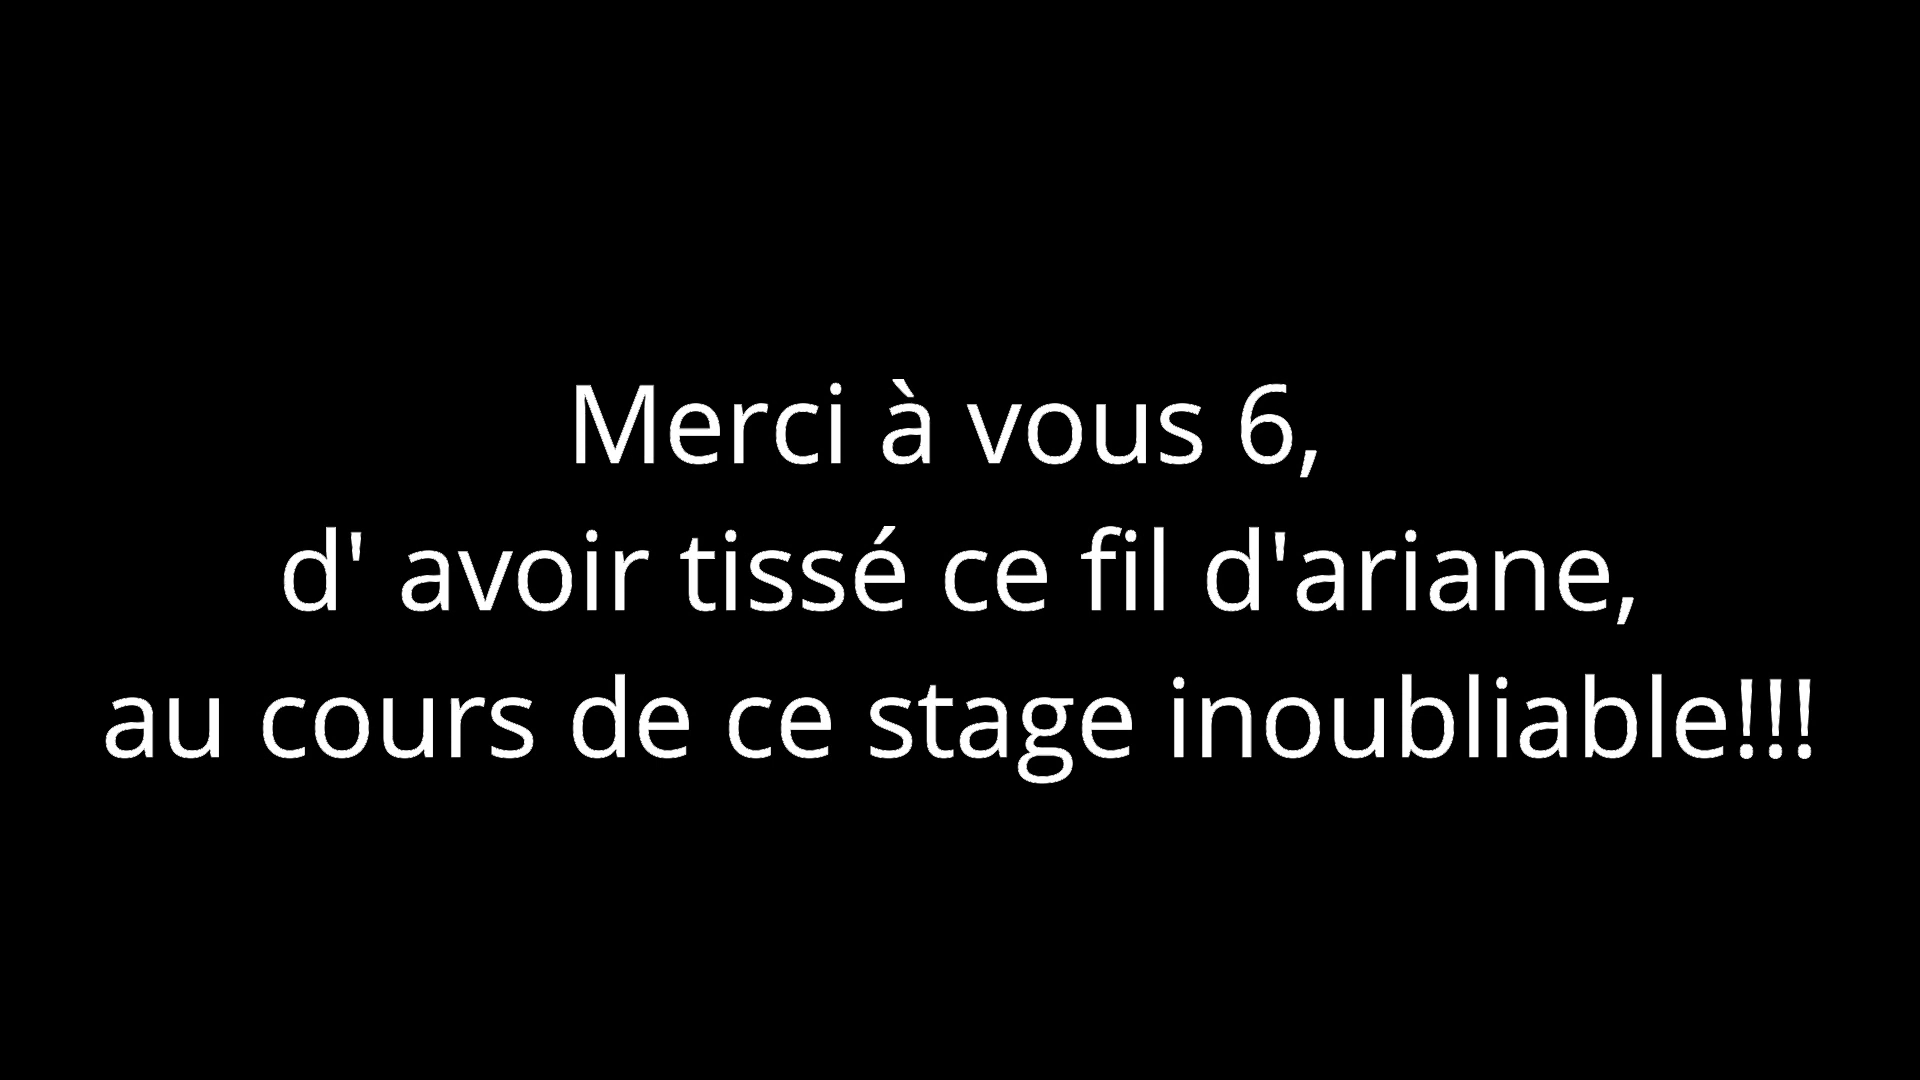 Merci à vous 6,
d' avoir tissé ce fil d'ariane,
au cours de ce stage inoubliable!!!